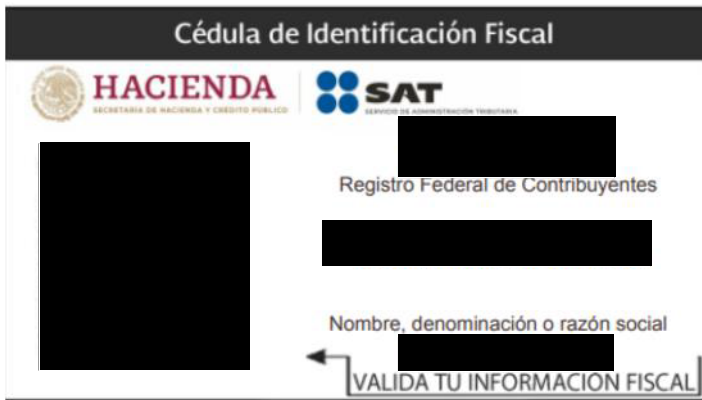 Cédula de Identificación Fiscal
HACIENDA
SECRETARÍA DE HACIENDA Y CRÉDITO PÚBLICO
SAT
SERVICIO DE ADMINISTRACIÓN TRIBUTARIA
Registro Federal de Contribuyentes
Nombre, denominación o razón social
VALIDA TU INFORMACION FISCAL